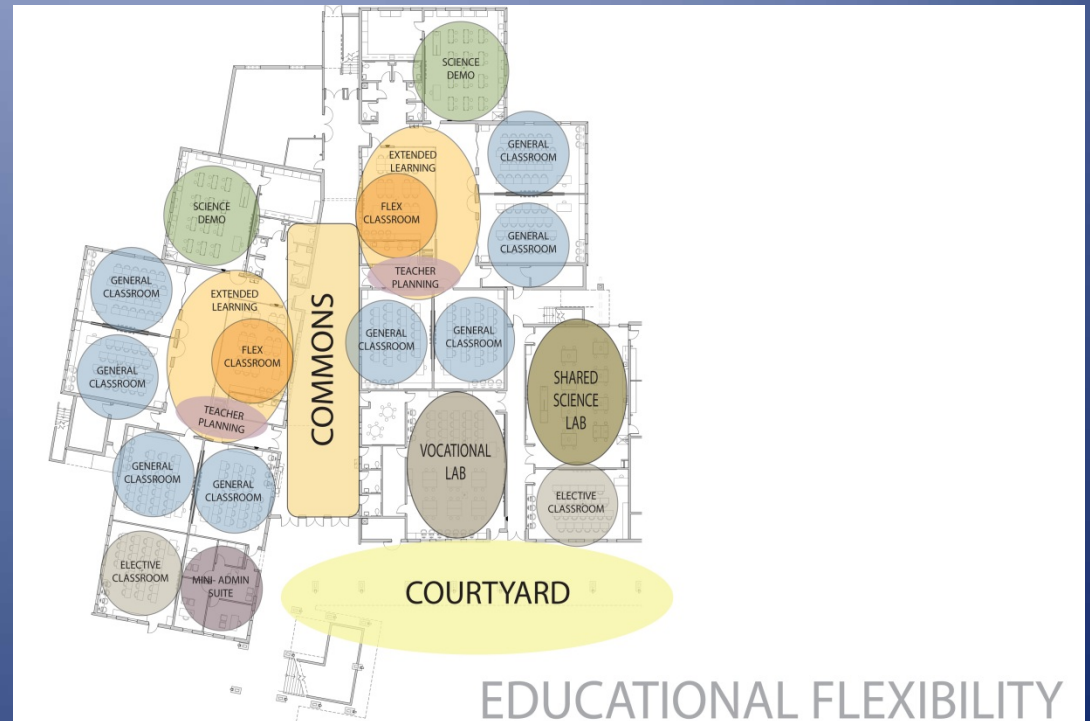 SCIENCE
DEMO
EXTENDED
LEARNING
GENERAL
CLASSROOM
FLEX
CLASSROOM
SCIENCE
DEMO
GENERAL
CLASSROOM
TEACHER
PLANNING
GENERAL
CLASSROOM
EXTENDED
LEARNING
COMMONS
GENERAL
CLASSROOM
GENERAL
CLASSROOM
FLEX
CLASSROOM
GENERAL
CLASSROOM
SHARED
SCIENCE
LAB
TEACHER
PLANNING
GENERAL
CLASSROOM
GENERAL
CLASSROOM
VOCATIONAL
LAB
ELECTIVE
CLASSROOM
ELECTIVE
CLASSROOM
MINI- ADMIN
SUITE
COURTYARD
EDUCATIONAL FLEXIBILITY